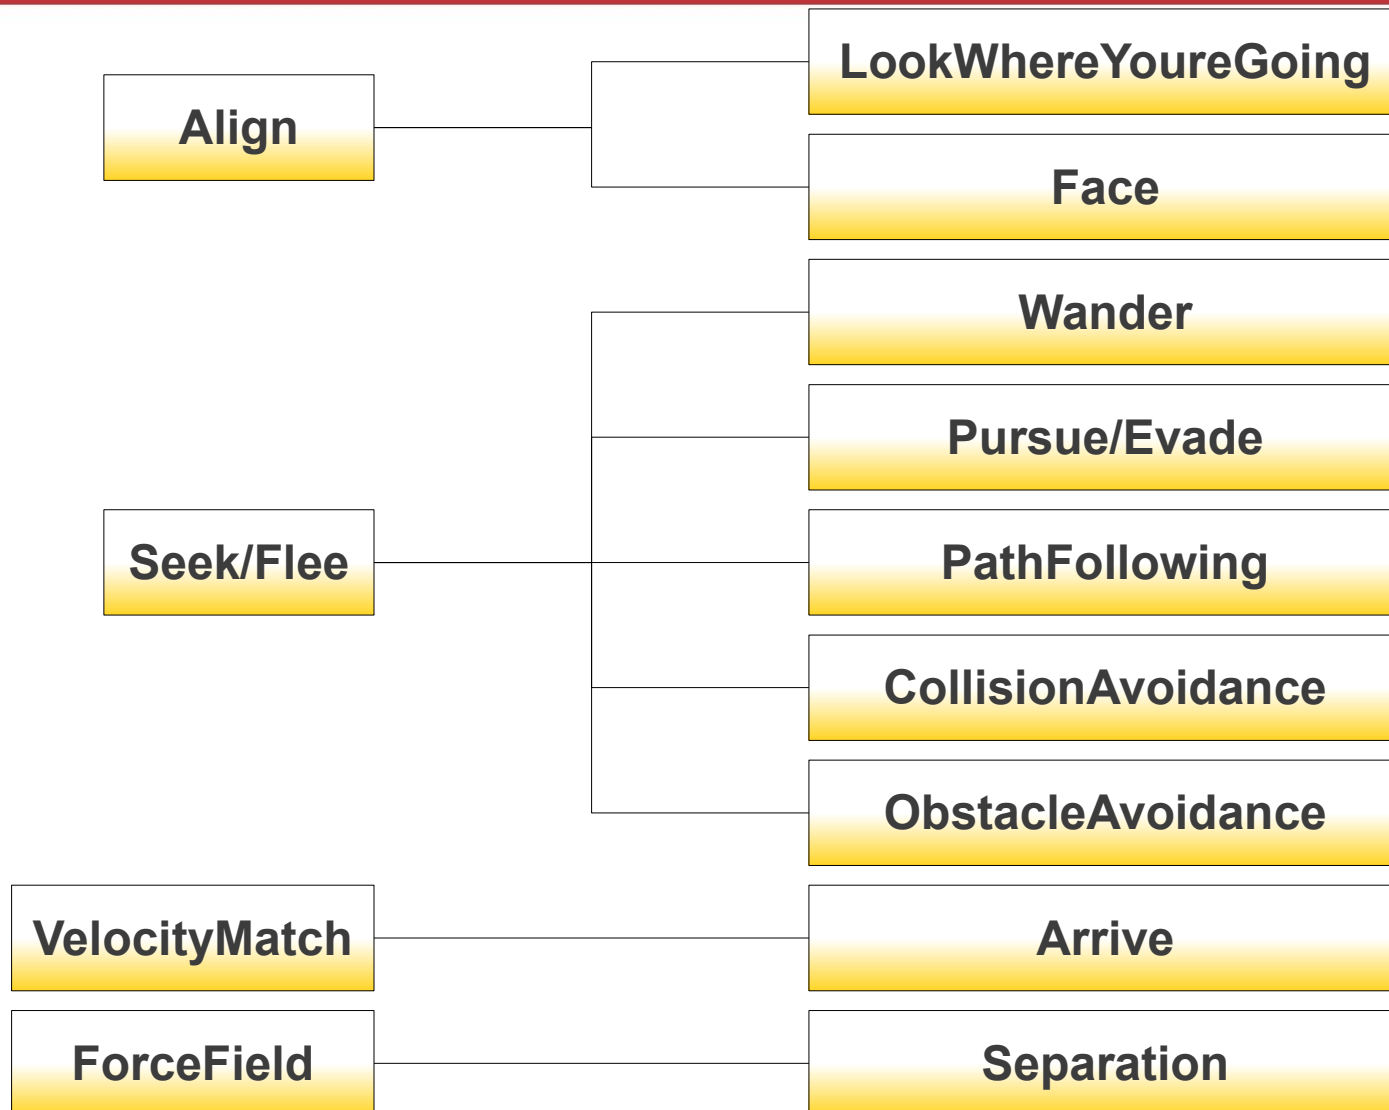 LookWhereYoureGoing
Align
Face
Wander
Pursue/Evade
Seek/Flee
PathFollowing
CollisionAvoidance
ObstacleAvoidance
VelocityMatch
Arrive
ForceField
Separation